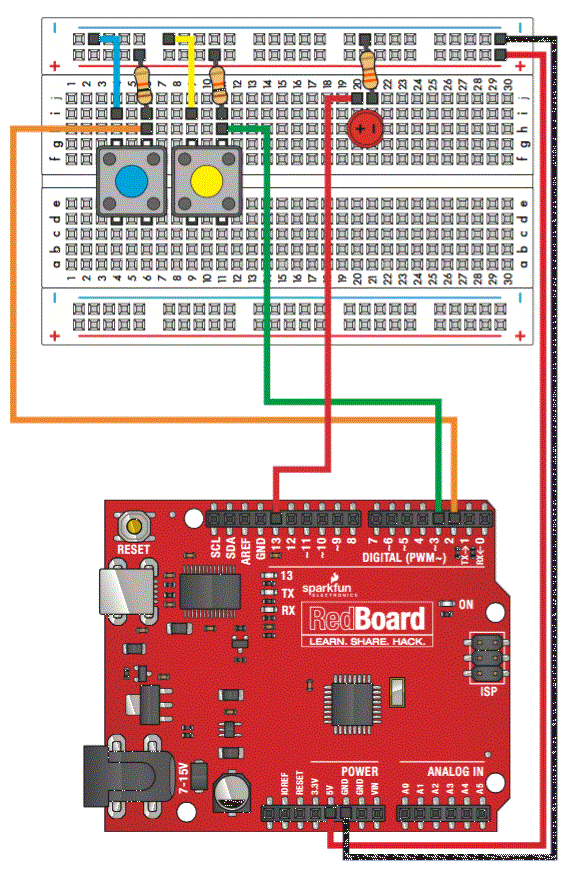 − −
+ +
1 2 3 4 5 6 7 8 9 10 11 12 13 14 15 16 17 18 19 20 21 22 23 24 25 26 27 28 29 30
j j
i i
h
g g
f f
e e
d d
c c
b b
a a
1 2 3 4 5 6 7 8 9 10 11 12 13 14 15 16 17 18 19 20 21 22 23 24 25 26 27 28 29 30
− −
+ +
+ −
RESET
SCL SDA AREF GND 13 12 ~11 ~10 ~9 8 7 ~6 ~5 4 ~3 2 TX→1 RX←0
DIGITAL (PWM~)
13
TX
RX
sparkfun
ELECTRONICS
RedBoard
LEARN. SHARE. HACK.
ON
ISP
7-15V
POWER
ANALOG IN
IOREF RESET 3.3V 5V GND GND VIN A0 A1 A2 A3 A4 A5